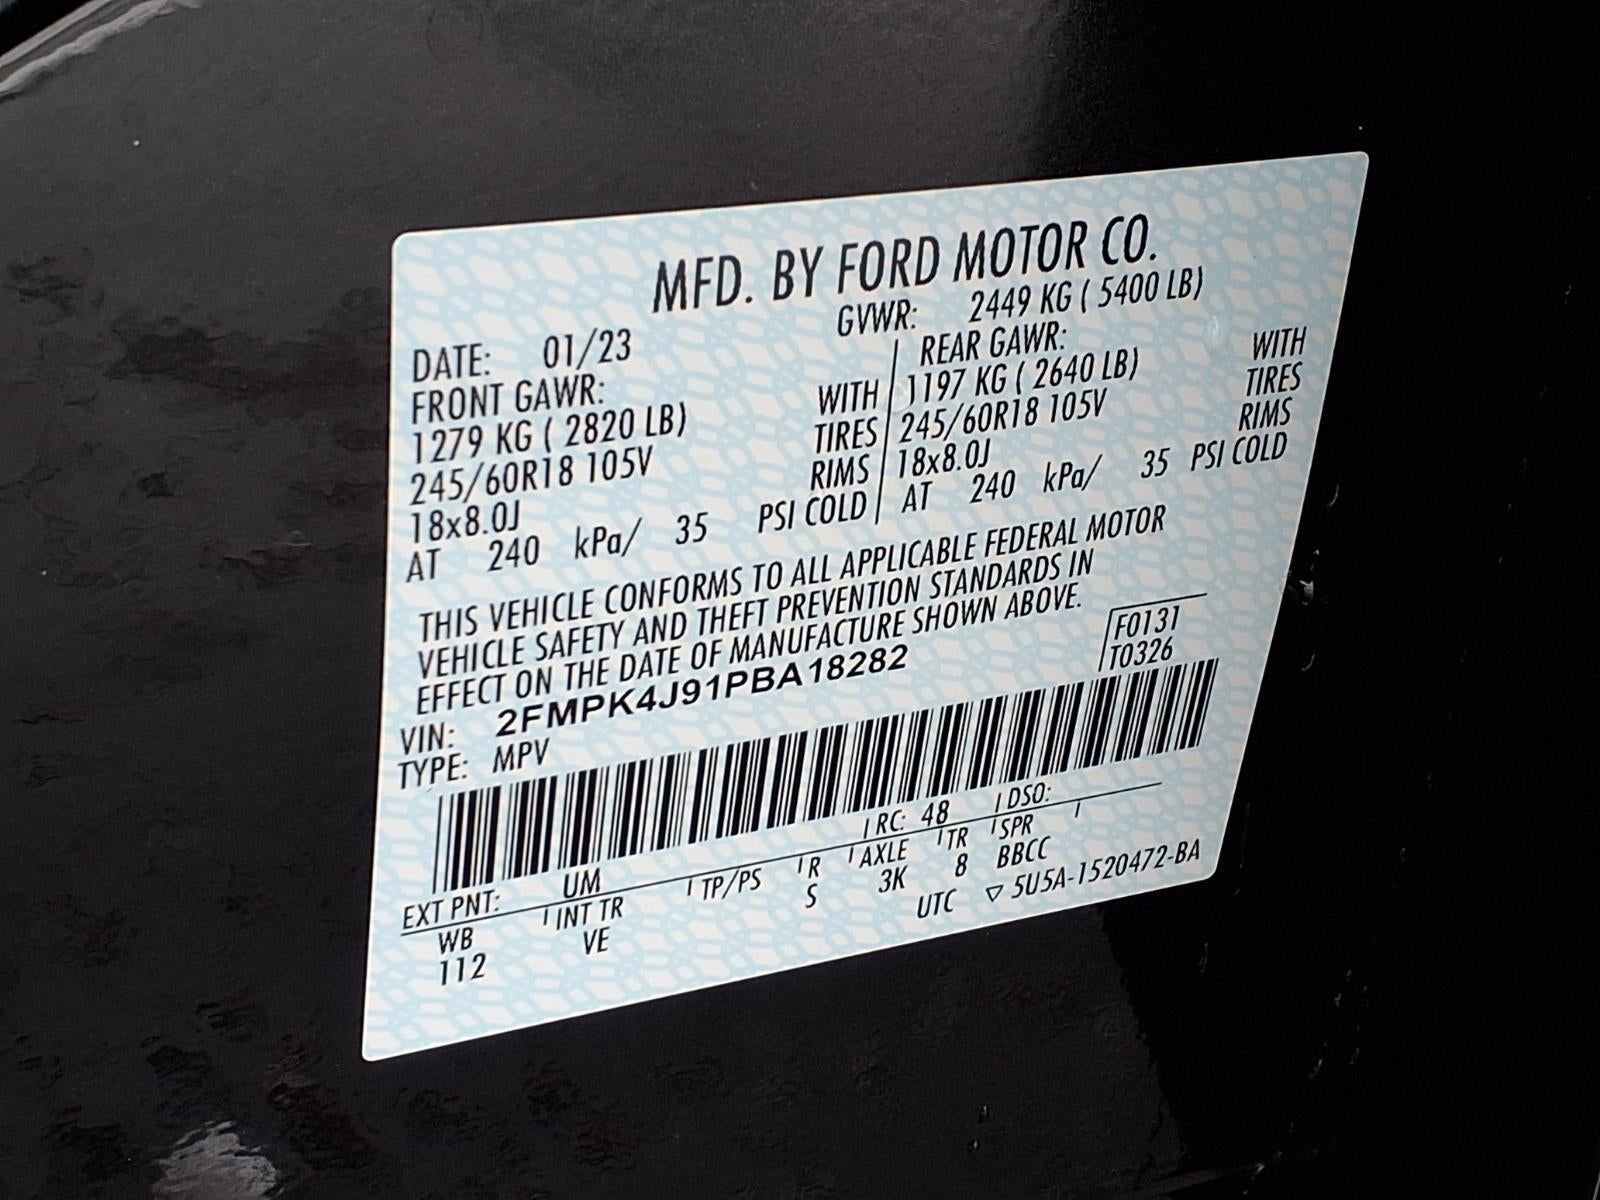 MFD. BY FORD MOTOR CO.
DATE: 01/23 GVWR: 2449 KG ( 5400 LB)
FRONT GAWR: REAR GAWR:
1279 KG ( 2820 LB) WITH 1197 KG ( 2640 LB) WITH
245/60R18 105V TIRES 245/60R18 105V TIRES
18x8.0J RIMS 18x8.0J RIMS
AT 240 kPa/ 35 PSI COLD AT 240 kPa/ 35 PSI COLD
THIS VEHICLE CONFORMS TO ALL APPLICABLE FEDERAL MOTOR
VEHICLE SAFETY AND THEFT PREVENTION STANDARDS IN
EFFECT ON THE DATE OF MANUFACTURE SHOWN ABOVE.
F0131
VIN: 2FMPK4J91PBA18282 T0326
TYPE: MPV
EXT PNT: UM RC: 48 DSO:
WB INT TR TP/PS R AXLE TR SPR
112 VE S 3K 8 BBCC
UTC ▽ 5U5A-1520472-BA